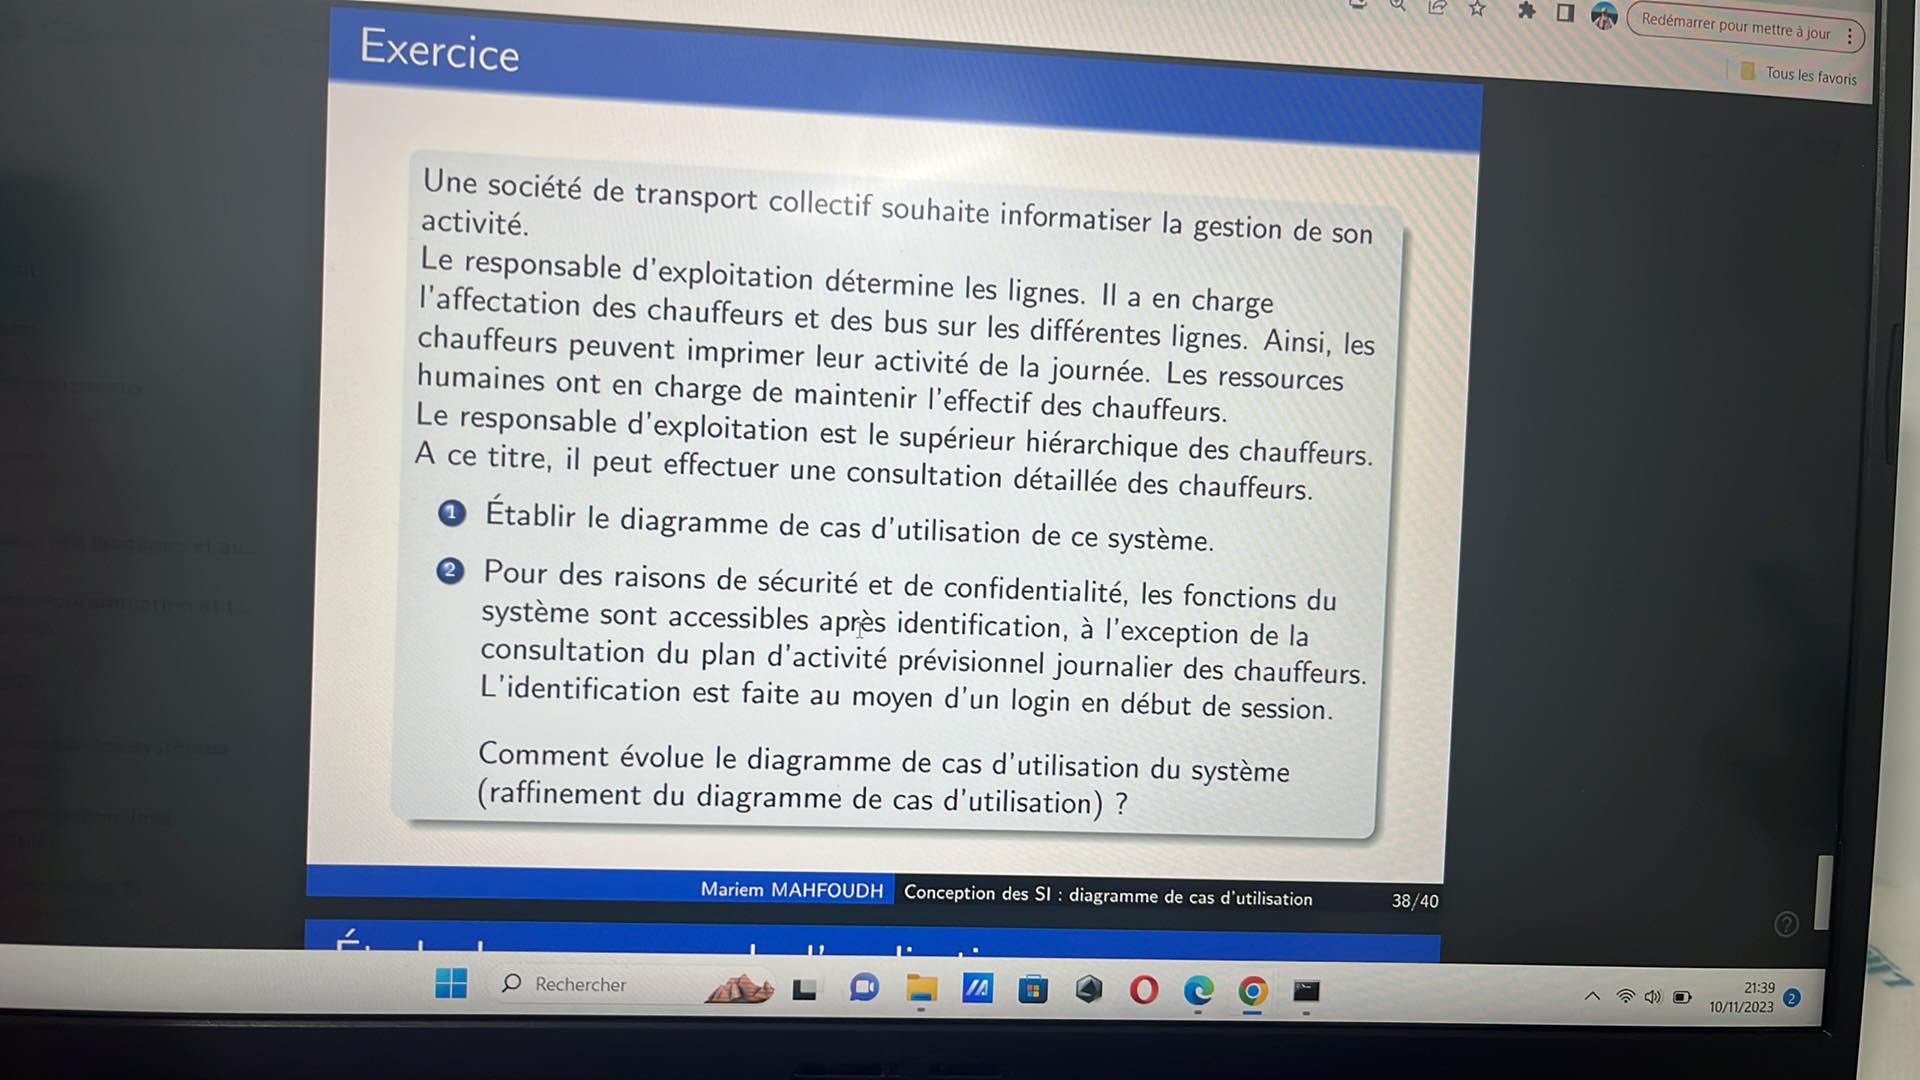 Redémarrer pour mettre à jour
Tous les favoris
Exercice
Une société de transport collectif souhaite informatiser la gestion de son
activité.
Le responsable d'exploitation détermine les lignes. Il a en charge
l'affectation des chauffeurs et des bus sur les différentes lignes. Ainsi, les
chauffeurs peuvent imprimer leur activité de la journée. Les ressources
humaines ont en charge de maintenir l'effectif des chauffeurs.
Le responsable d'exploitation est le supérieur hiérarchique des chauffeurs.
A ce titre, il peut effectuer une consultation détaillée des chauffeurs.
1 Établir le diagramme de cas d'utilisation de ce système.
2 Pour des raisons de sécurité et de confidentialité, les fonctions du
système sont accessibles après identification, à l'exception de la
consultation du plan d'activité prévisionnel journalier des chauffeurs.
L'identification est faite au moyen d'un login en début de session.
Comment évolue le diagramme de cas d'utilisation du système
(raffinement du diagramme de cas d'utilisation) ?
Mariem MAHFOUDH Conception des SI : diagramme de cas d'utilisation 38/40
Rechercher
21:39
10/11/2023 2